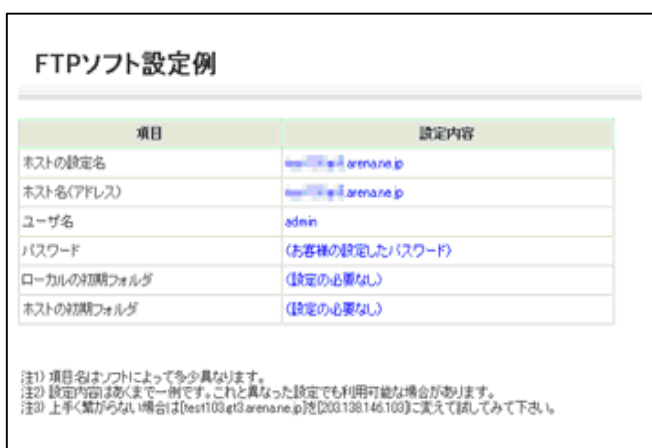 FTPソフト設定例
項目 設定内容
ホストの設定名 arena.ne.jp
ホスト名(アドレス) arena.ne.jp
ユーザ名 admin
パスワード (お客様の設定したパスワード)
ローカルの初期フォルダ (設定の必要なし)
ホストの初期フォルダ (設定の必要なし)
注1) 項目名はソフトによって多少異なります。
注2) 設定内容はあくまで一例です。これと異なった設定でも利用可能な場合があります。
注3) 上手く繋がらない場合は[test103.gt3.arena.ne.jp]を[203.138.146.103]に変えて試してみて下さい。